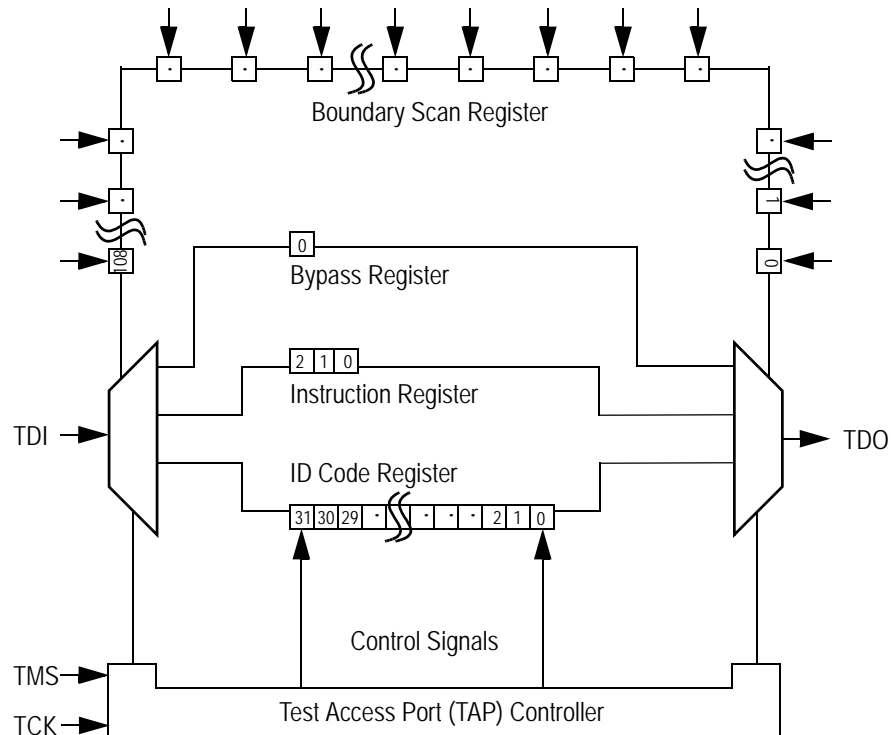 Boundary Scan Register
108
1
0
0
Bypass Register
2 1 0
Instruction Register
TDI
TDO
ID Code Register
31 30 29 · · · · · 2 1 0
Control Signals
TMS
Test Access Port (TAP) Controller
TCK